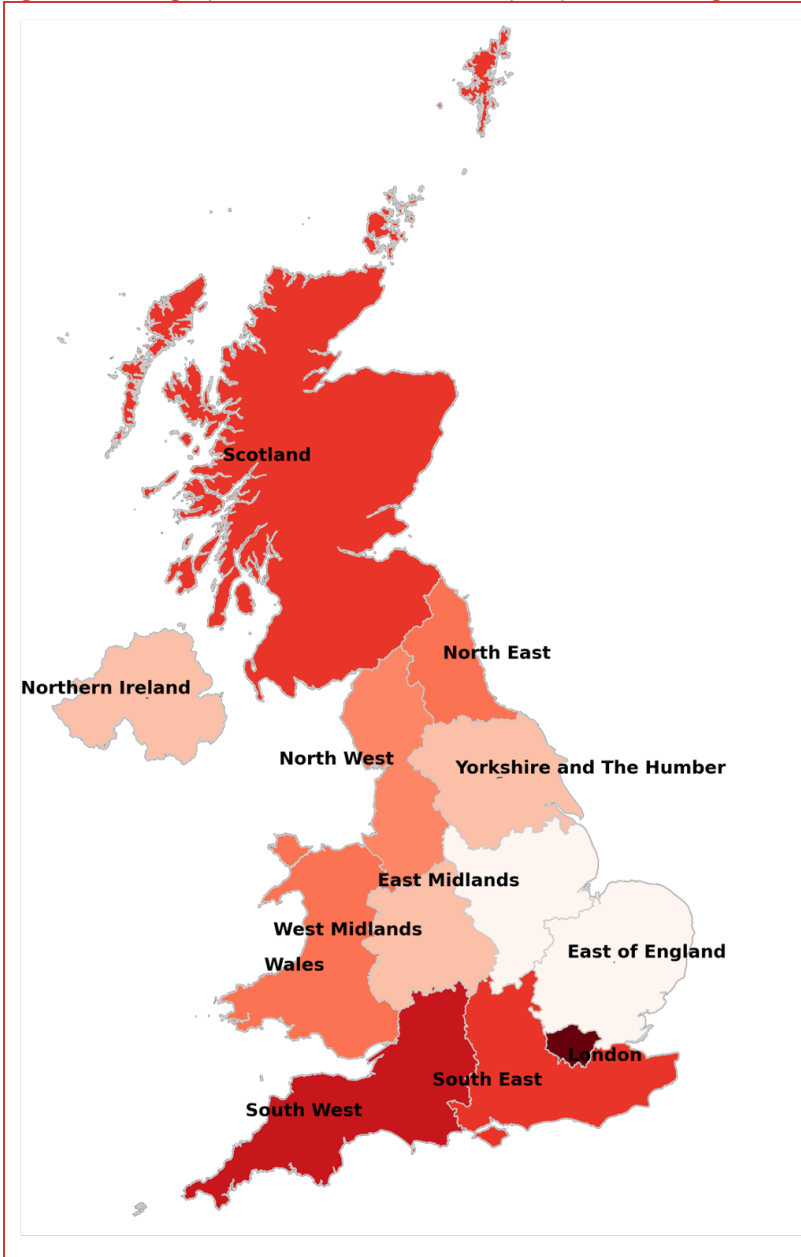 Scotland
North East
Northern Ireland
North West
Yorkshire and The Humber
East Midlands
West Midlands
East of England
Wales
London
South East
South West